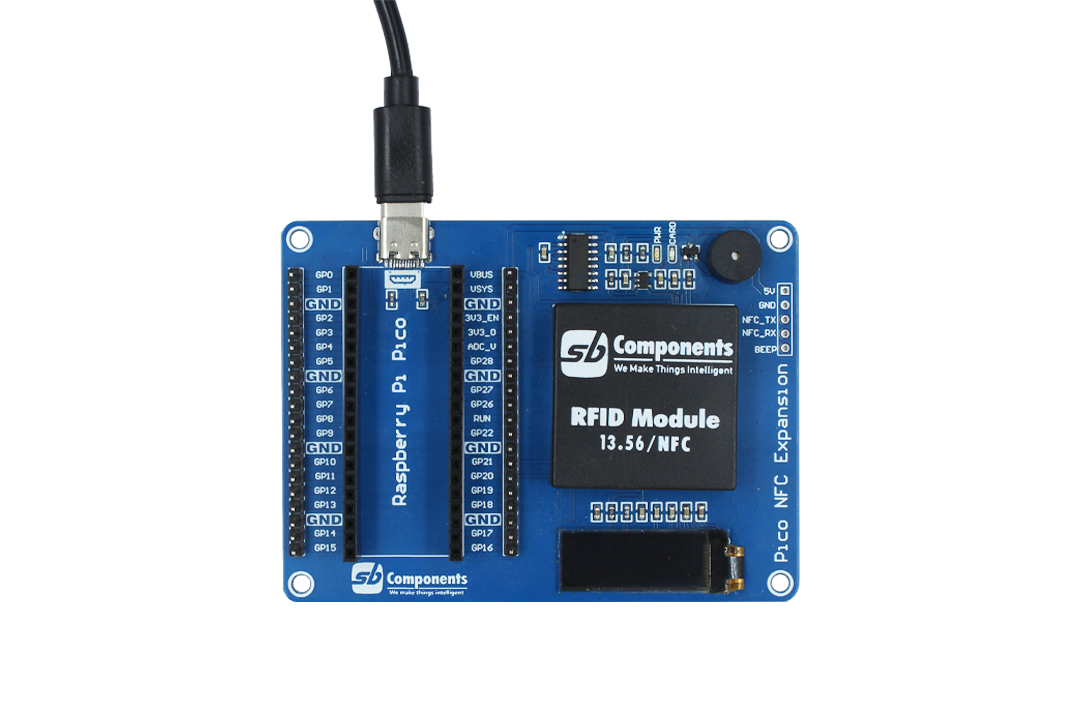 PWR
CARD
GP0
GP1
GND
GP2
GP3
GP4
GP5
GND
GP6
GP7
GP8
GP9
GND
GP10
GP11
GP12
GP13
GND
GP14
GP15
Raspberry Pi Pico
VBUS
VSYS
GND
3V3_EN
3V3_O
ADC_V
GP28
GND
GP27
GP26
RUN
GP22
GND
GP21
GP20
GP19
GP18
GND
GP17
GP16
sb Components
We Make Things Intelligent
RFID Module
13.56/NFC
5V
GND
NFC_TX
NFC_RX
BEEP
Pico NFC Expansion
sb Components
We make things intelligent